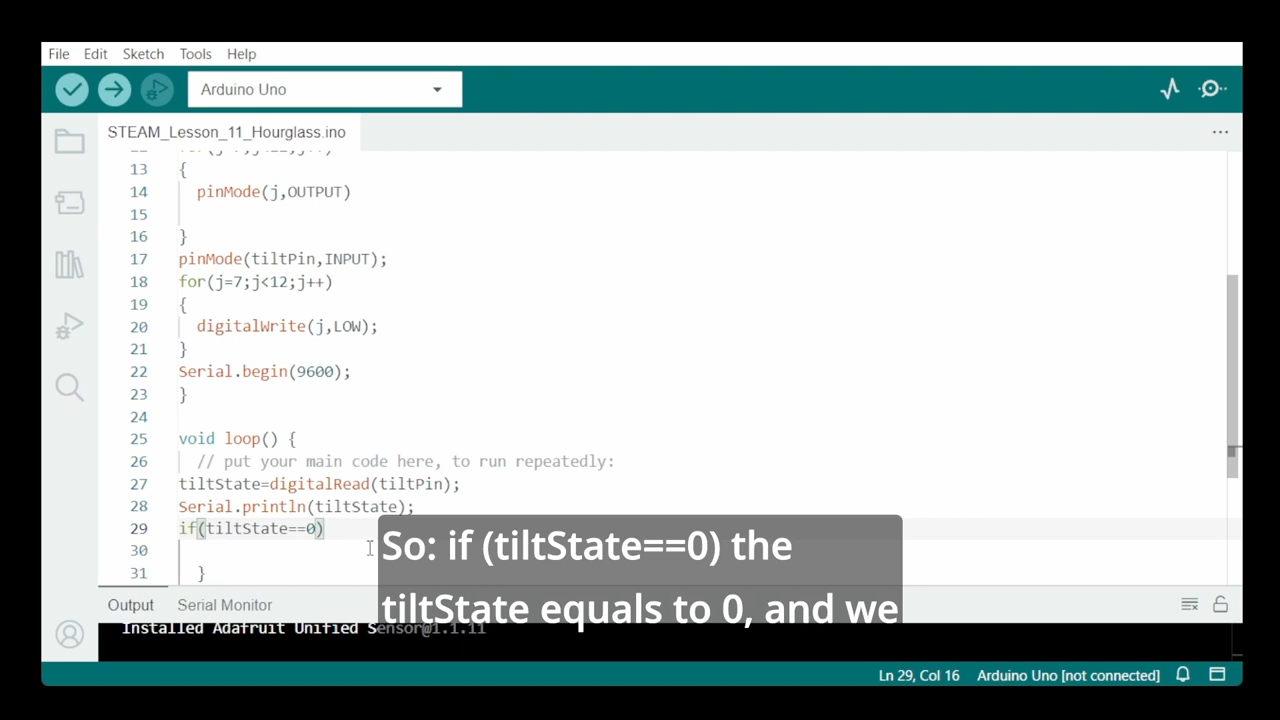 File Edit Sketch Tools Help
Arduino Uno
STEAM_Lesson_11_Hourglass.ino
13 {
14 pinMode(j,OUTPUT)
15
16 }
17 pinMode(tiltPin,INPUT);
18 for(j=7;j<12;j++)
19 {
20 digitalWrite(j,LOW);
21 }
22 Serial.begin(9600);
23 }
24
25 void loop() {
26 // put your main code here, to run repeatedly:
27 tiltState=digitalRead(tiltPin);
28 Serial.println(tiltState);
29 if(tiltState==0)
30
31 }
So: if (tiltState==0) the
tiltState equals to 0, and we
Output Serial Monitor
Installed Adafruit Unified Sensor@1.1.11
Ln 29, Col 16 Arduino Uno [not connected]